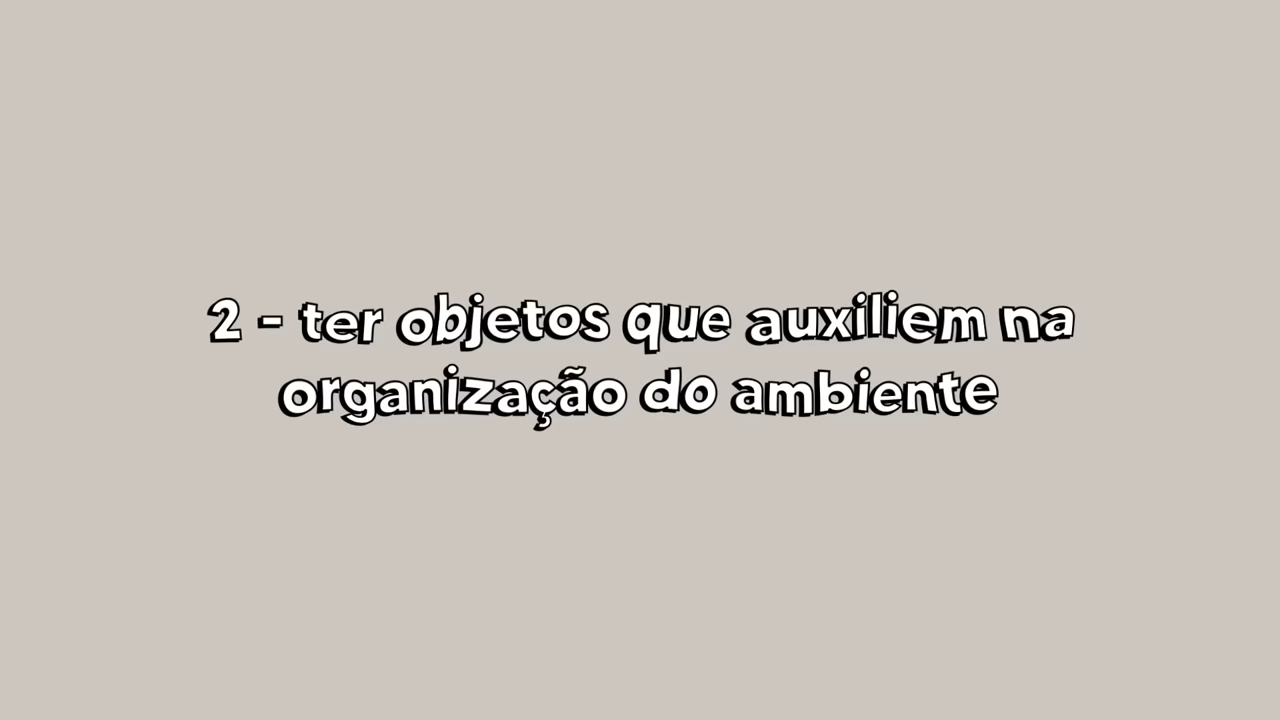 2 - ter objetos que auxiliem na
organização do ambiente